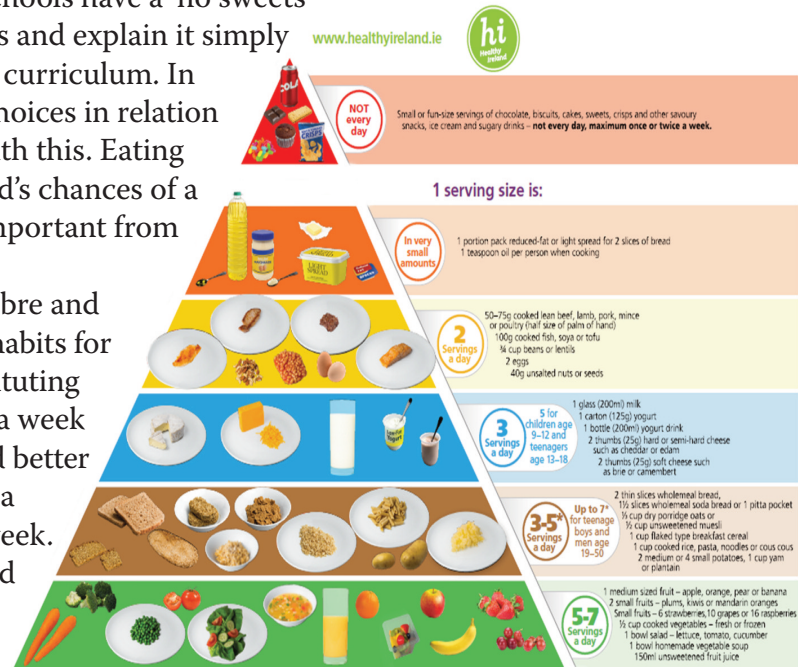 chools have a 'no sweets
s and explain it simply
curriculum. In
hoices in relation
th this. Eating
d's chances of a
mportant from
bre and
habits for
tuting
a week
d better
a
eek.
d
www.healthyireland.ie
hi
Healthy
Ireland
COLA
CRISPS
NOT
every
day
Small or fun-size servings of chocolate, biscuits, cakes, sweets, crisps and other savoury
snacks, ice cream and sugary drinks – not every day, maximum once or twice a week.
1 serving size is:
LIGHT
SPREAD
In very
small
amounts
1 portion pack reduced-fat or light spread for 2 slices of bread
1 teaspoon oil per person when cooking
2
Servings
a day
50–75g cooked lean beef, lamb, pork, mince
or poultry (half size of palm of hand)
100g cooked fish, soya or tofu
¾ cup beans or lentils
2 eggs
40g unsalted nuts or seeds
Yogurt
3
Servings
a day
5 for
children age
9–12 and
teenagers
age 13–18
1 glass (200ml) milk
1 carton (125g) yogurt
1 bottle (200ml) yogurt drink
2 thumbs (25g) hard or semi-hard cheese
such as cheddar or edam
2 thumbs (25g) soft cheese such
as brie or camembert
3-5*
Servings
a day
Up to 7*
for teenage
boys and
men age
19–50
2 thin slices wholemeal bread,
1½ slices wholemeal soda bread or 1 pitta pocket
⅓ cup dry porridge oats or
½ cup unsweetened muesli
1 cup flaked type breakfast cereal
1 cup cooked rice, pasta, noodles or cous cous
2 medium or 4 small potatoes, 1 cup yam
or plantain
5-7
Servings
a day
1 medium sized fruit – apple, orange, pear or banana
2 small fruits – plums, kiwis or mandarin oranges
Small fruits – 6 strawberries, 10 grapes or 16 raspberries
½ cup cooked vegetables – fresh or frozen
1 bowl salad – lettuce, tomato, cucumber
1 bowl homemade vegetable soup
150ml unsweetened fruit juice